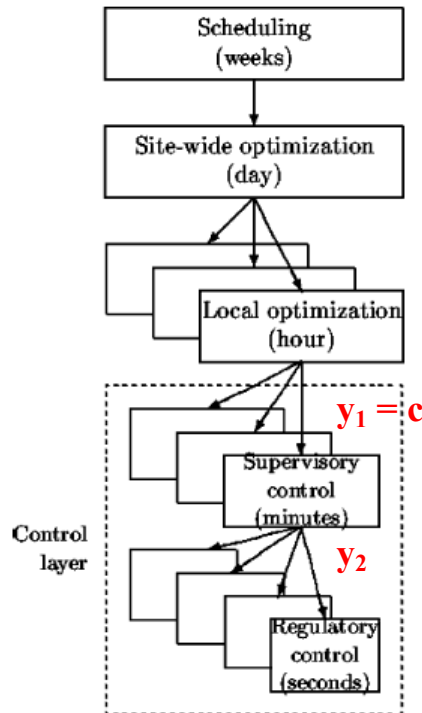 Scheduling
(weeks)
Site-wide optimization
(day)
Local optimization
(hour)
y₁ = c
Supervisory
control
(minutes)
Control
layer
y₂
Regulatory
control
(seconds)